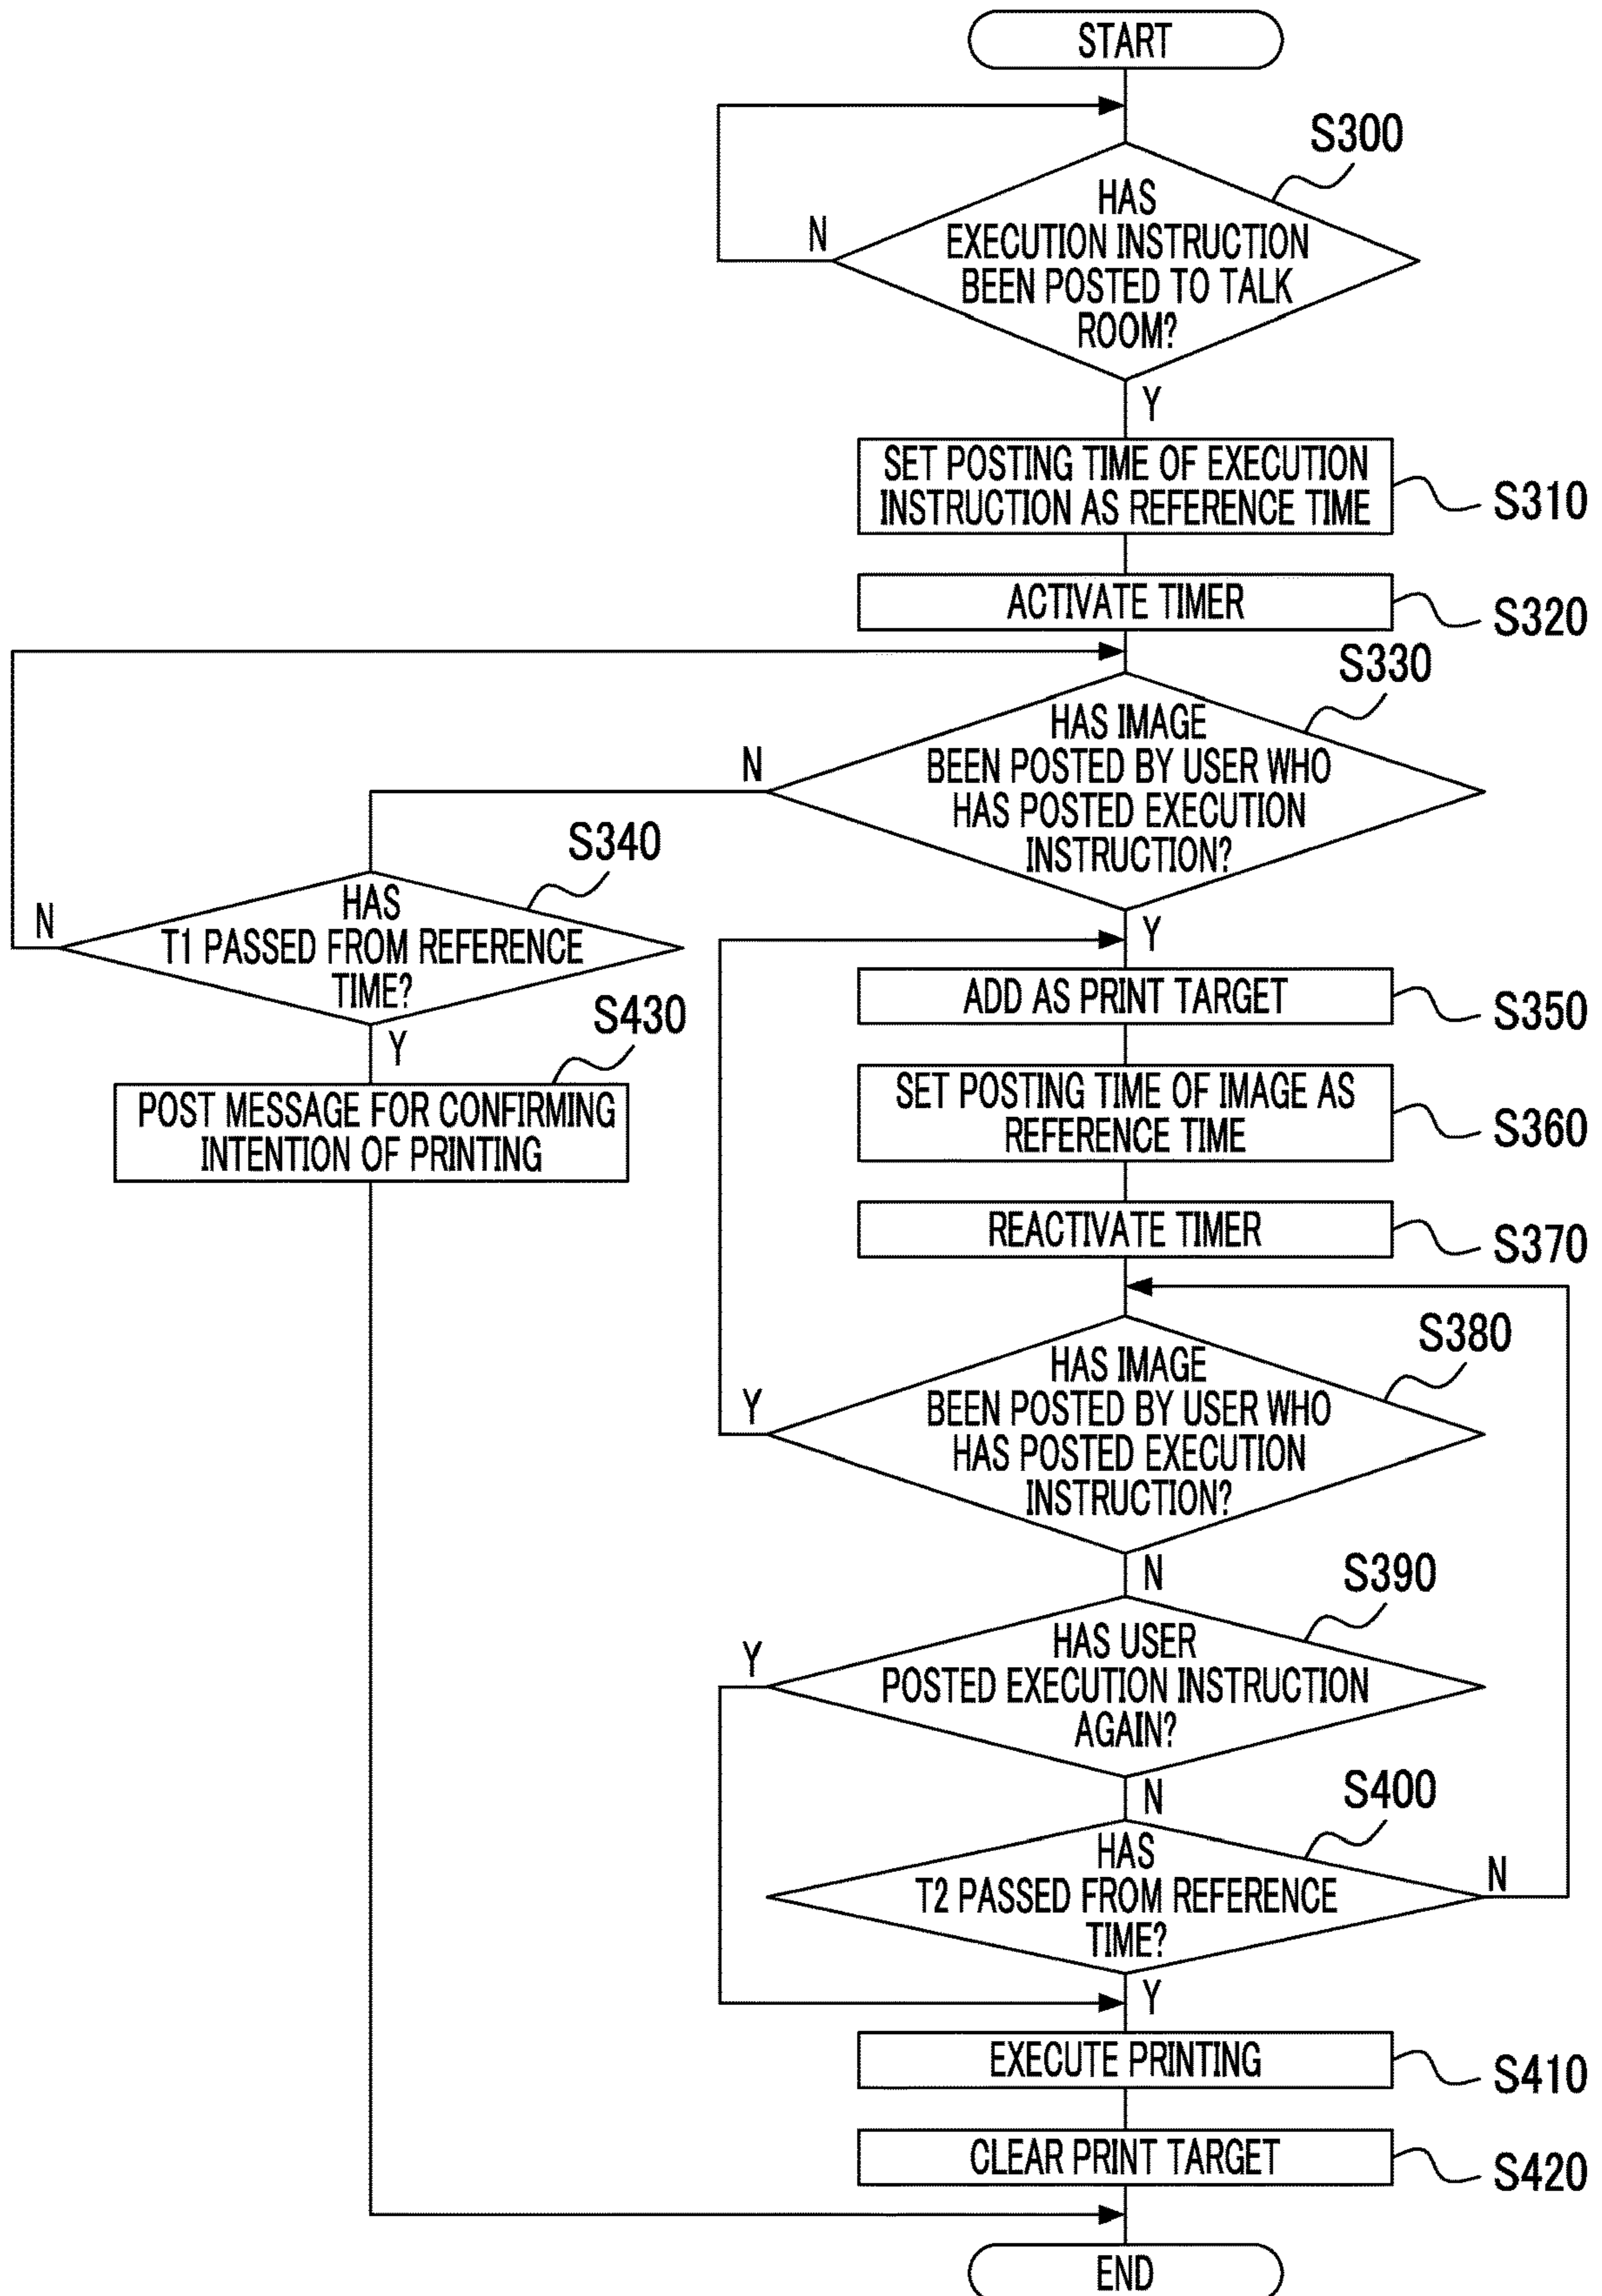 START
S300
HAS
EXECUTION INSTRUCTION
BEEN POSTED TO TALK
ROOM?
N
Y
SET POSTING TIME OF EXECUTION
INSTRUCTION AS REFERENCE TIME
S310
ACTIVATE TIMER
S320
S330
HAS IMAGE
BEEN POSTED BY USER WHO
HAS POSTED EXECUTION
INSTRUCTION?
N
Y
S340
HAS
T1 PASSED FROM REFERENCE
TIME?
N
Y
S430
POST MESSAGE FOR CONFIRMING
INTENTION OF PRINTING
ADD AS PRINT TARGET
S350
SET POSTING TIME OF IMAGE AS
REFERENCE TIME
S360
REACTIVATE TIMER
S370
S380
HAS IMAGE
BEEN POSTED BY USER WHO
HAS POSTED EXECUTION
INSTRUCTION?
Y
N
S390
HAS USER
POSTED EXECUTION INSTRUCTION
AGAIN?
Y
N
S400
HAS
T2 PASSED FROM REFERENCE
TIME?
N
Y
EXECUTE PRINTING
S410
CLEAR PRINT TARGET
S420
END